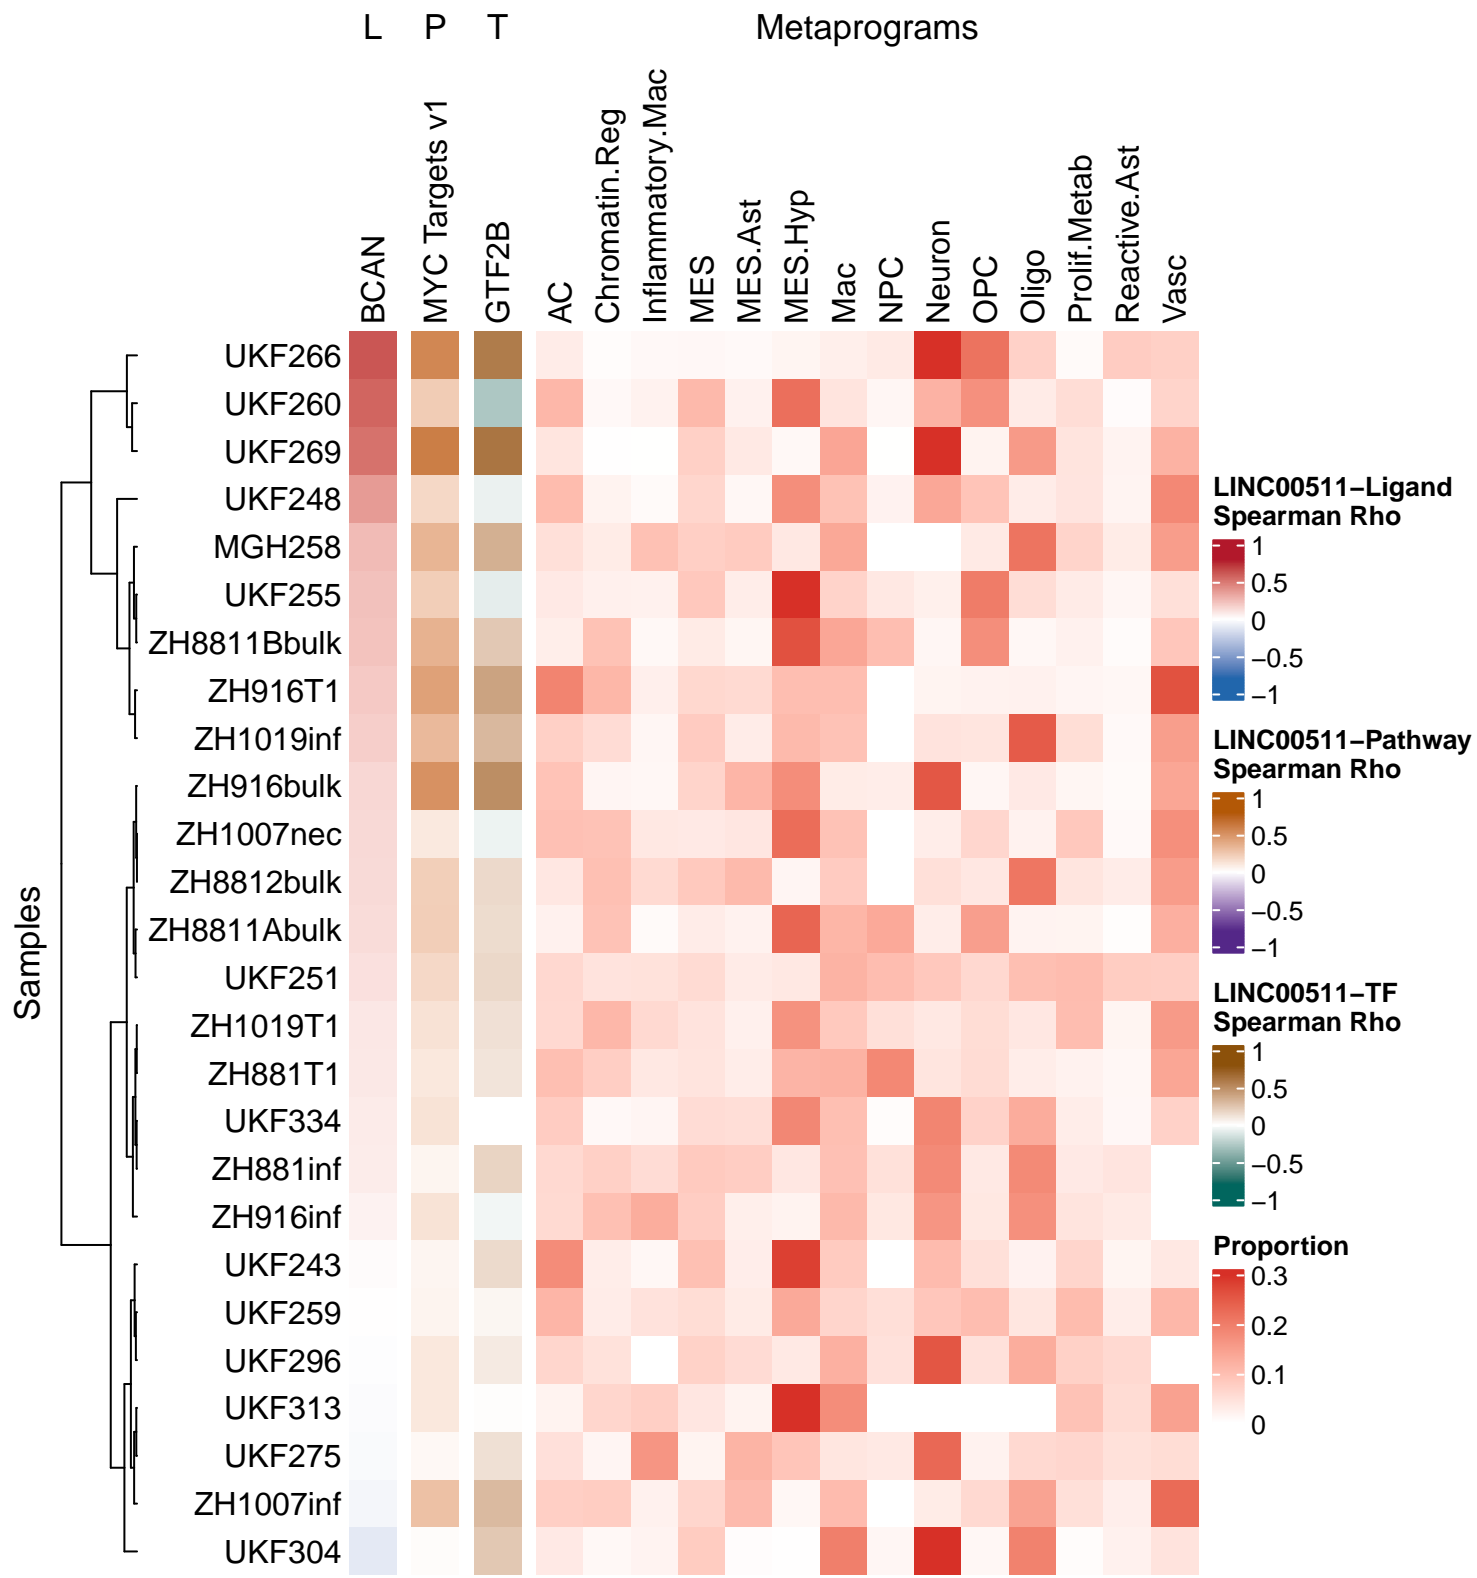 L P T Metaprograms
BCAN
MYC Targets v1
GTF2B
AC
Chromatin.Reg
Inflammatory.Mac
MES
MES.Ast
MES.Hyp
Mac
NPC
Neuron
OPC
Oligo
Prolif.Metab
Reactive.Ast
Vasc
Samples
UKF266
UKF260
UKF269
UKF248
MGH258
UKF255
ZH8811Bbulk
ZH916T1
ZH1019inf
ZH916bulk
ZH1007nec
ZH8812bulk
ZH8811Abulk
UKF251
ZH1019T1
ZH881T1
UKF334
ZH881inf
ZH916inf
UKF243
UKF259
UKF296
UKF313
UKF275
ZH1007inf
UKF304
LINC00511−Ligand
Spearman Rho
1
0.5
0
−0.5
−1
LINC00511−Pathway
Spearman Rho
1
0.5
0
−0.5
−1
LINC00511−TF
Spearman Rho
1
0.5
0
−0.5
−1
Proportion
0.3
0.2
0.1
0